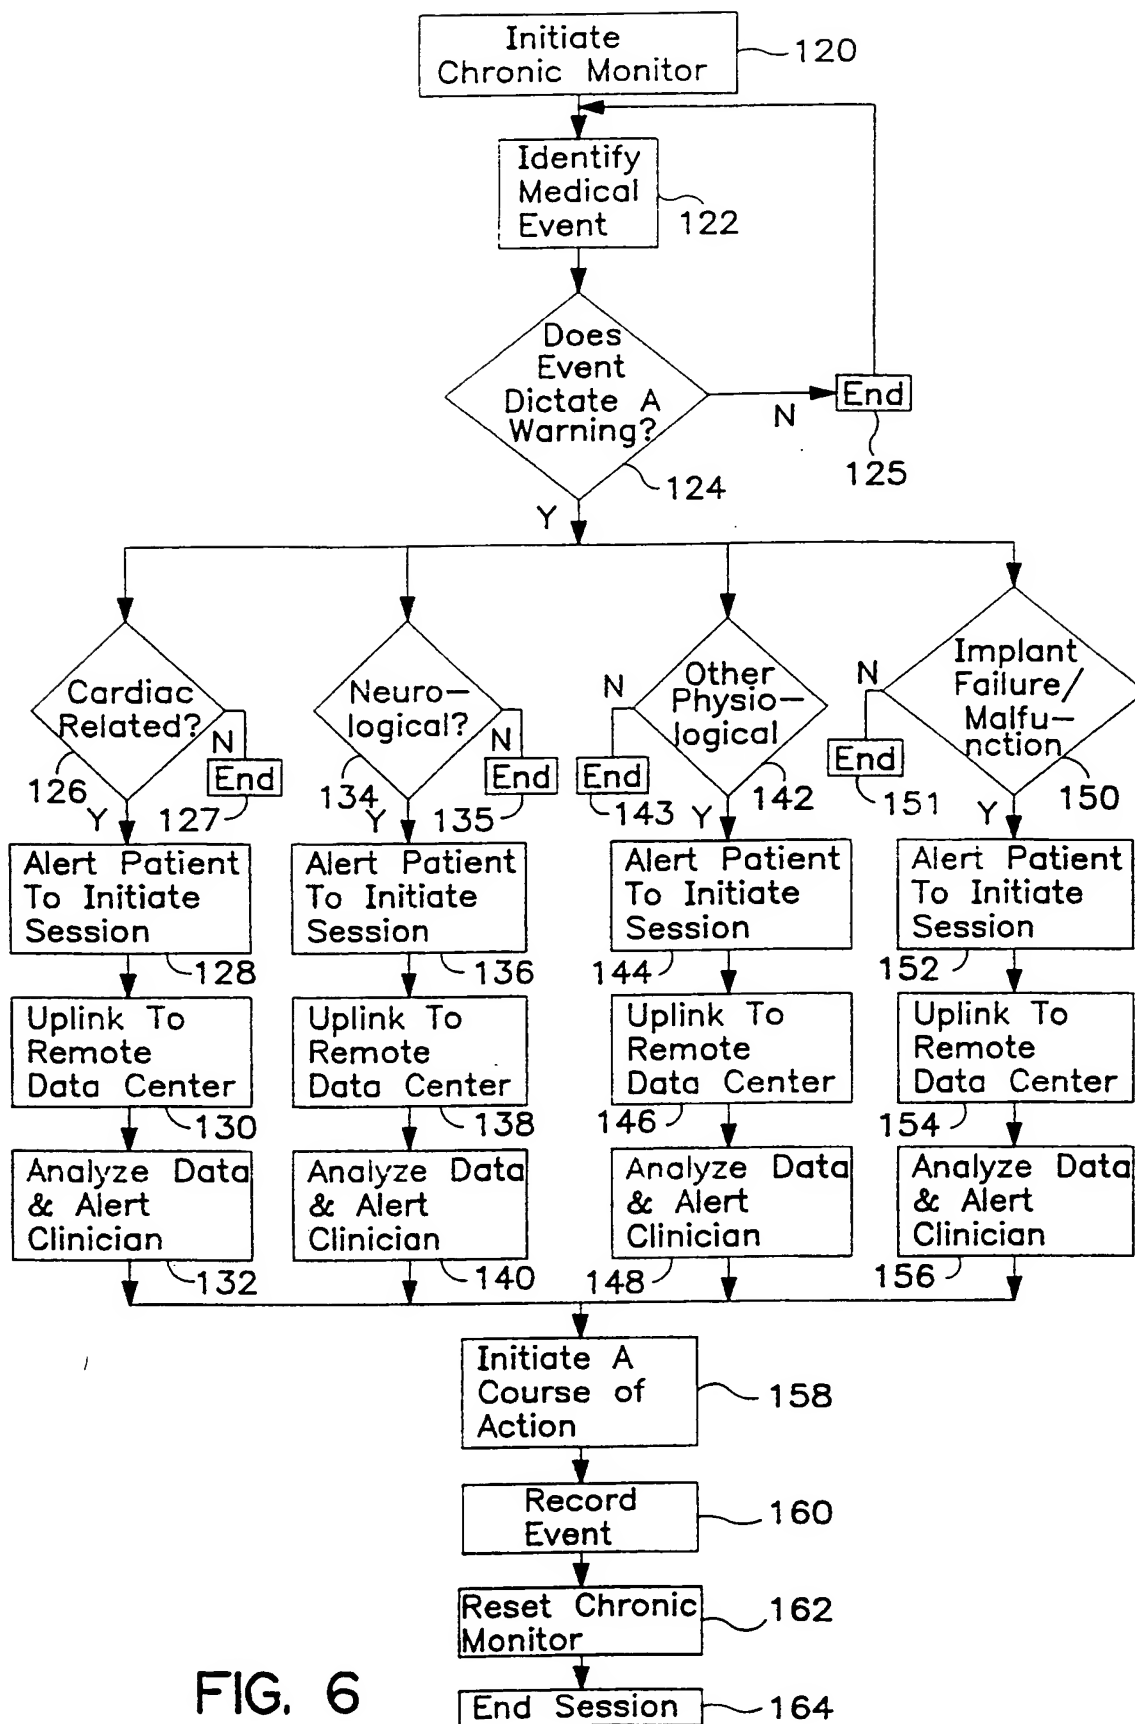 Initiate
Chronic Monitor
120
Identify
Medical
Event
122
Does
Event
Dictate A
Warning?
124
N
End
125
Y
Cardiac
Related?
126
N
End
127
Y
Neuro-
logical?
134
N
End
135
Y
Other
Physio-
logical
142
N
End
143
Y
Implant
Failure/
Malfu-
nction
150
N
End
151
Y
Alert Patient
To Initiate
Session
128
Alert Patient
To Initiate
Session
136
Alert Patient
To Initiate
Session
144
Alert Patient
To Initiate
Session
152
Uplink To
Remote
Data Center
130
Uplink To
Remote
Data Center
138
Uplink To
Remote
Data Center
146
Uplink To
Remote
Data Center
154
Analyze Data
& Alert
Clinician
132
Analyze Data
& Alert
Clinician
140
Analyze Data
& Alert
Clinician
148
Analyze Data
& Alert
Clinician
156
Initiate A
Course of
Action
158
Record
Event
160
Reset Chronic
Monitor
162
End Session
164
FIG. 6